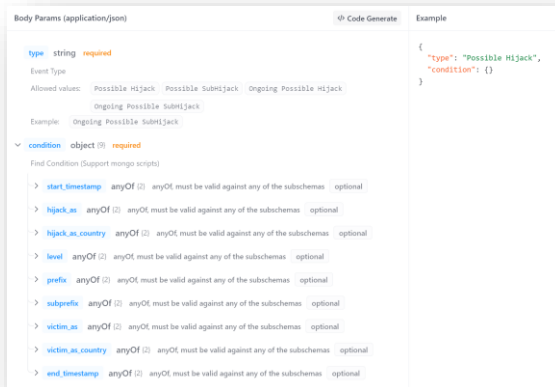 Body Params (application/json)
</> Code Generate
type string required
Event Type
Allowed values: Possible Hijack Possible SubHijack Ongoing Possible Hijack
Ongoing Possible SubHijack
Example: Ongoing Possible SubHijack
condition object (9) required
Find Condition (Support mongo scripts)
start_timestamp anyOf (2) anyOf, must be valid against any of the subschemas optional
hijack_as anyOf (2) anyOf, must be valid against any of the subschemas optional
hijack_as_country anyOf (2) anyOf, must be valid against any of the subschemas optional
level anyOf (2) anyOf, must be valid against any of the subschemas optional
prefix anyOf (2) anyOf, must be valid against any of the subschemas optional
subprefix anyOf (2) anyOf, must be valid against any of the subschemas optional
victim_as anyOf (2) anyOf, must be valid against any of the subschemas optional
victim_as_country anyOf (2) anyOf, must be valid against any of the subschemas optional
end_timestamp anyOf (2) anyOf, must be valid against any of the subschemas optional
Example
{
"type": "Possible Hijack",
"condition": {}
}